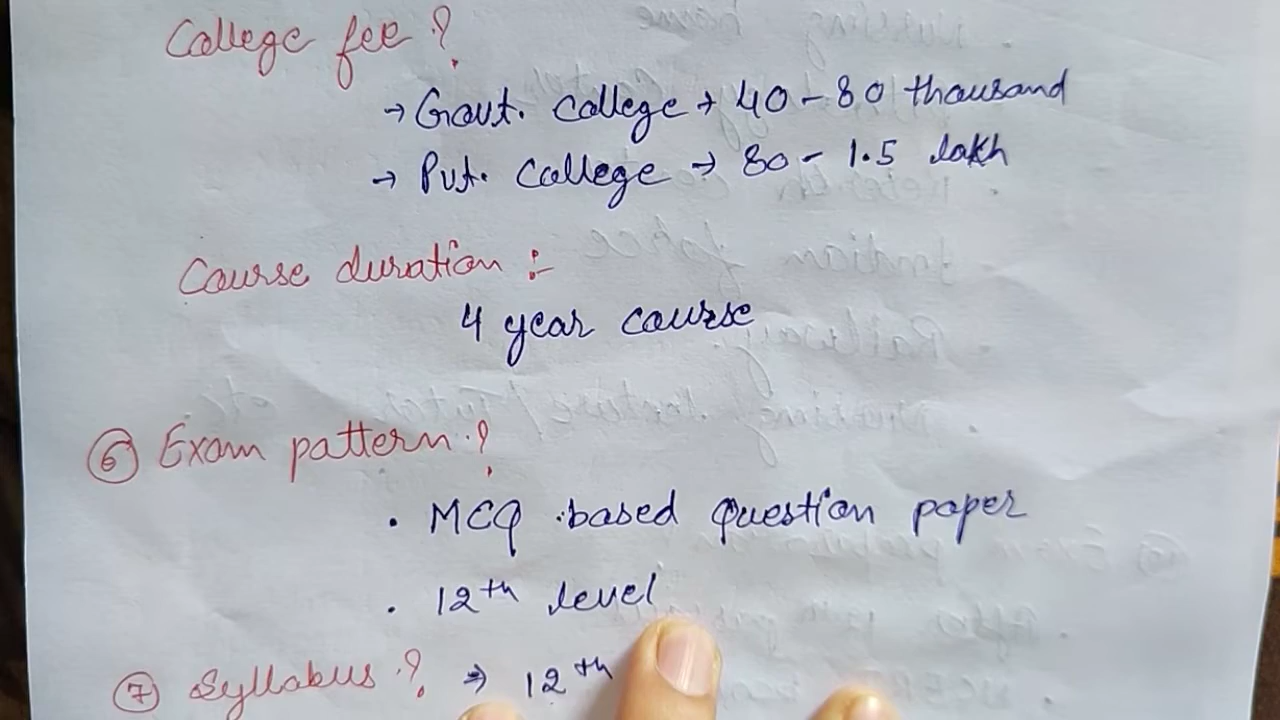 College fee ?
→ Govt. college → 40 - 80 thousand
→ Pvt. college → 80 - 1.5 lakh
Course duration :-
4 year course
⑥ Exam pattern ?
• MCQ based question paper
• 12th level
⑦ Syllabus ? ⇒ 12th